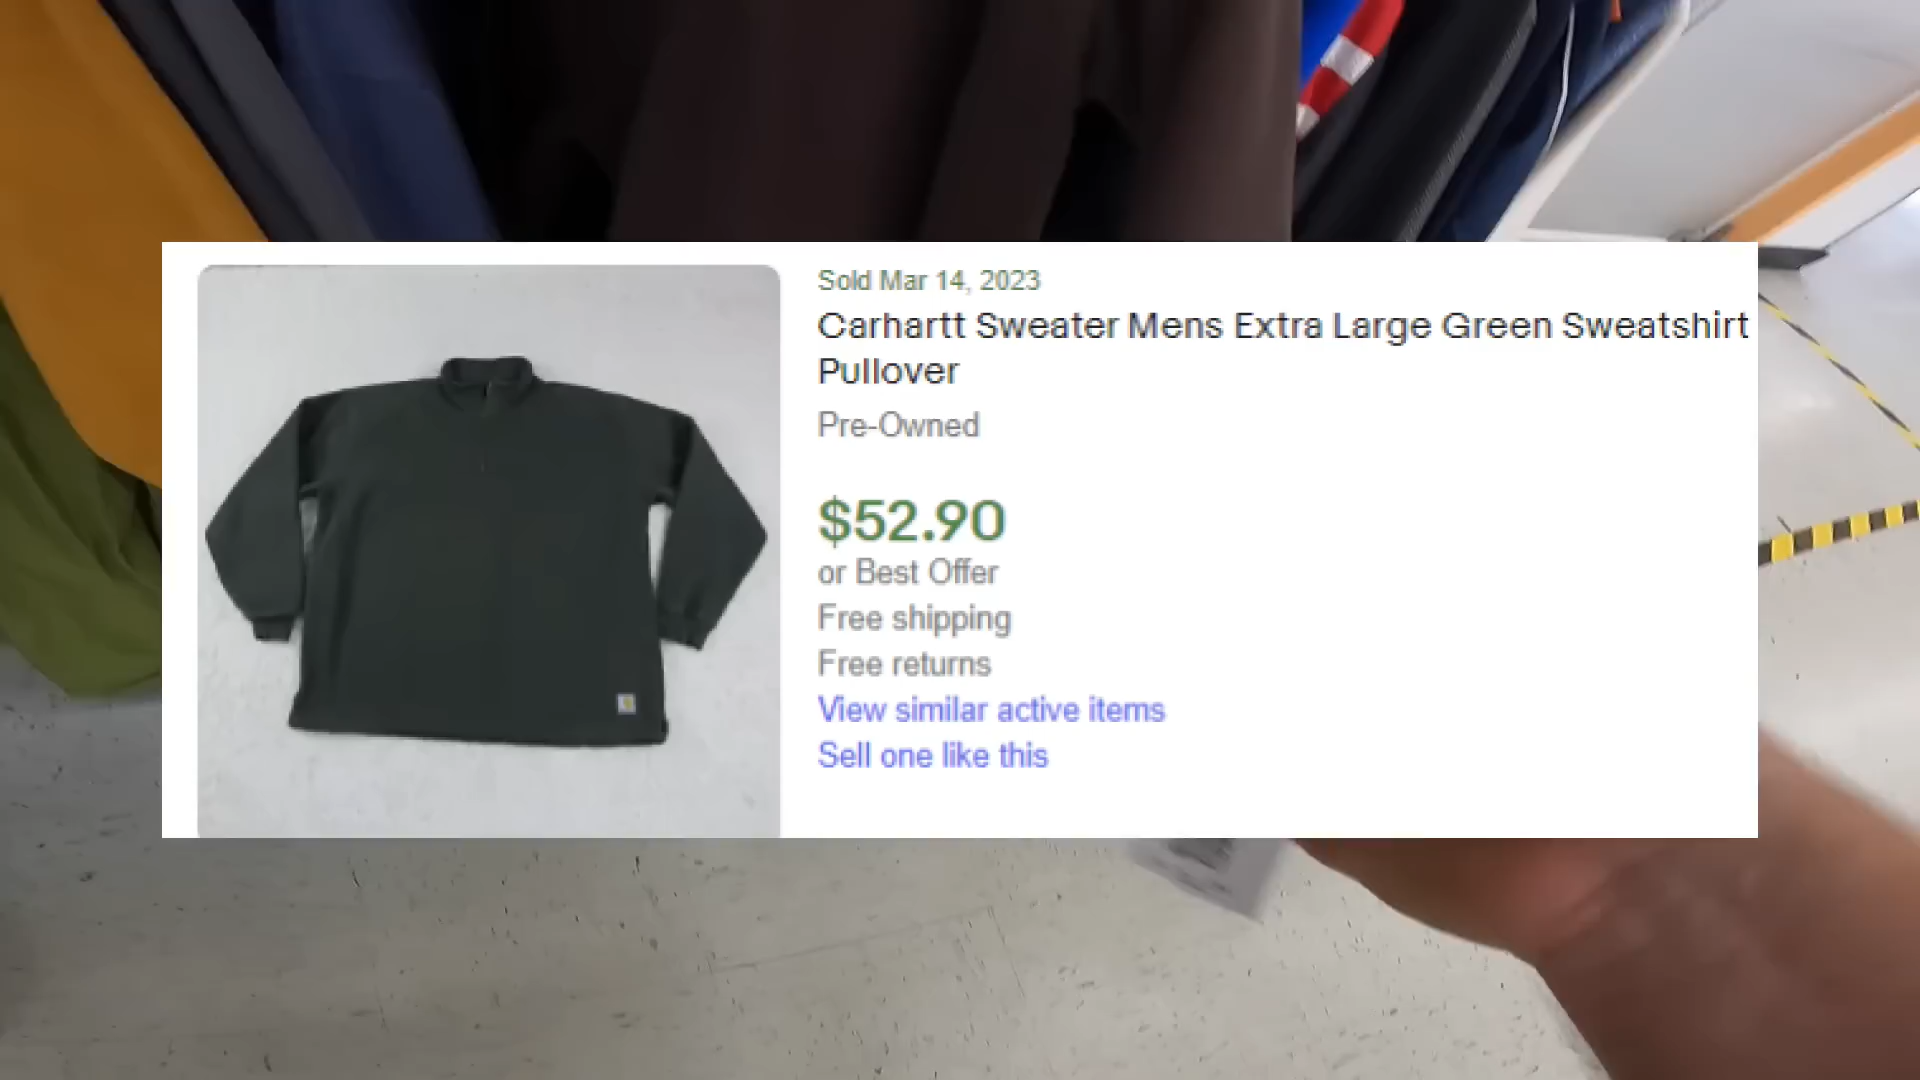 Sold Mar 14, 2023
Carhartt Sweater Mens Extra Large Green Sweatshirt
Pullover
Pre-Owned
$52.90
or Best Offer
Free shipping
Free returns
View similar active items
Sell one like this